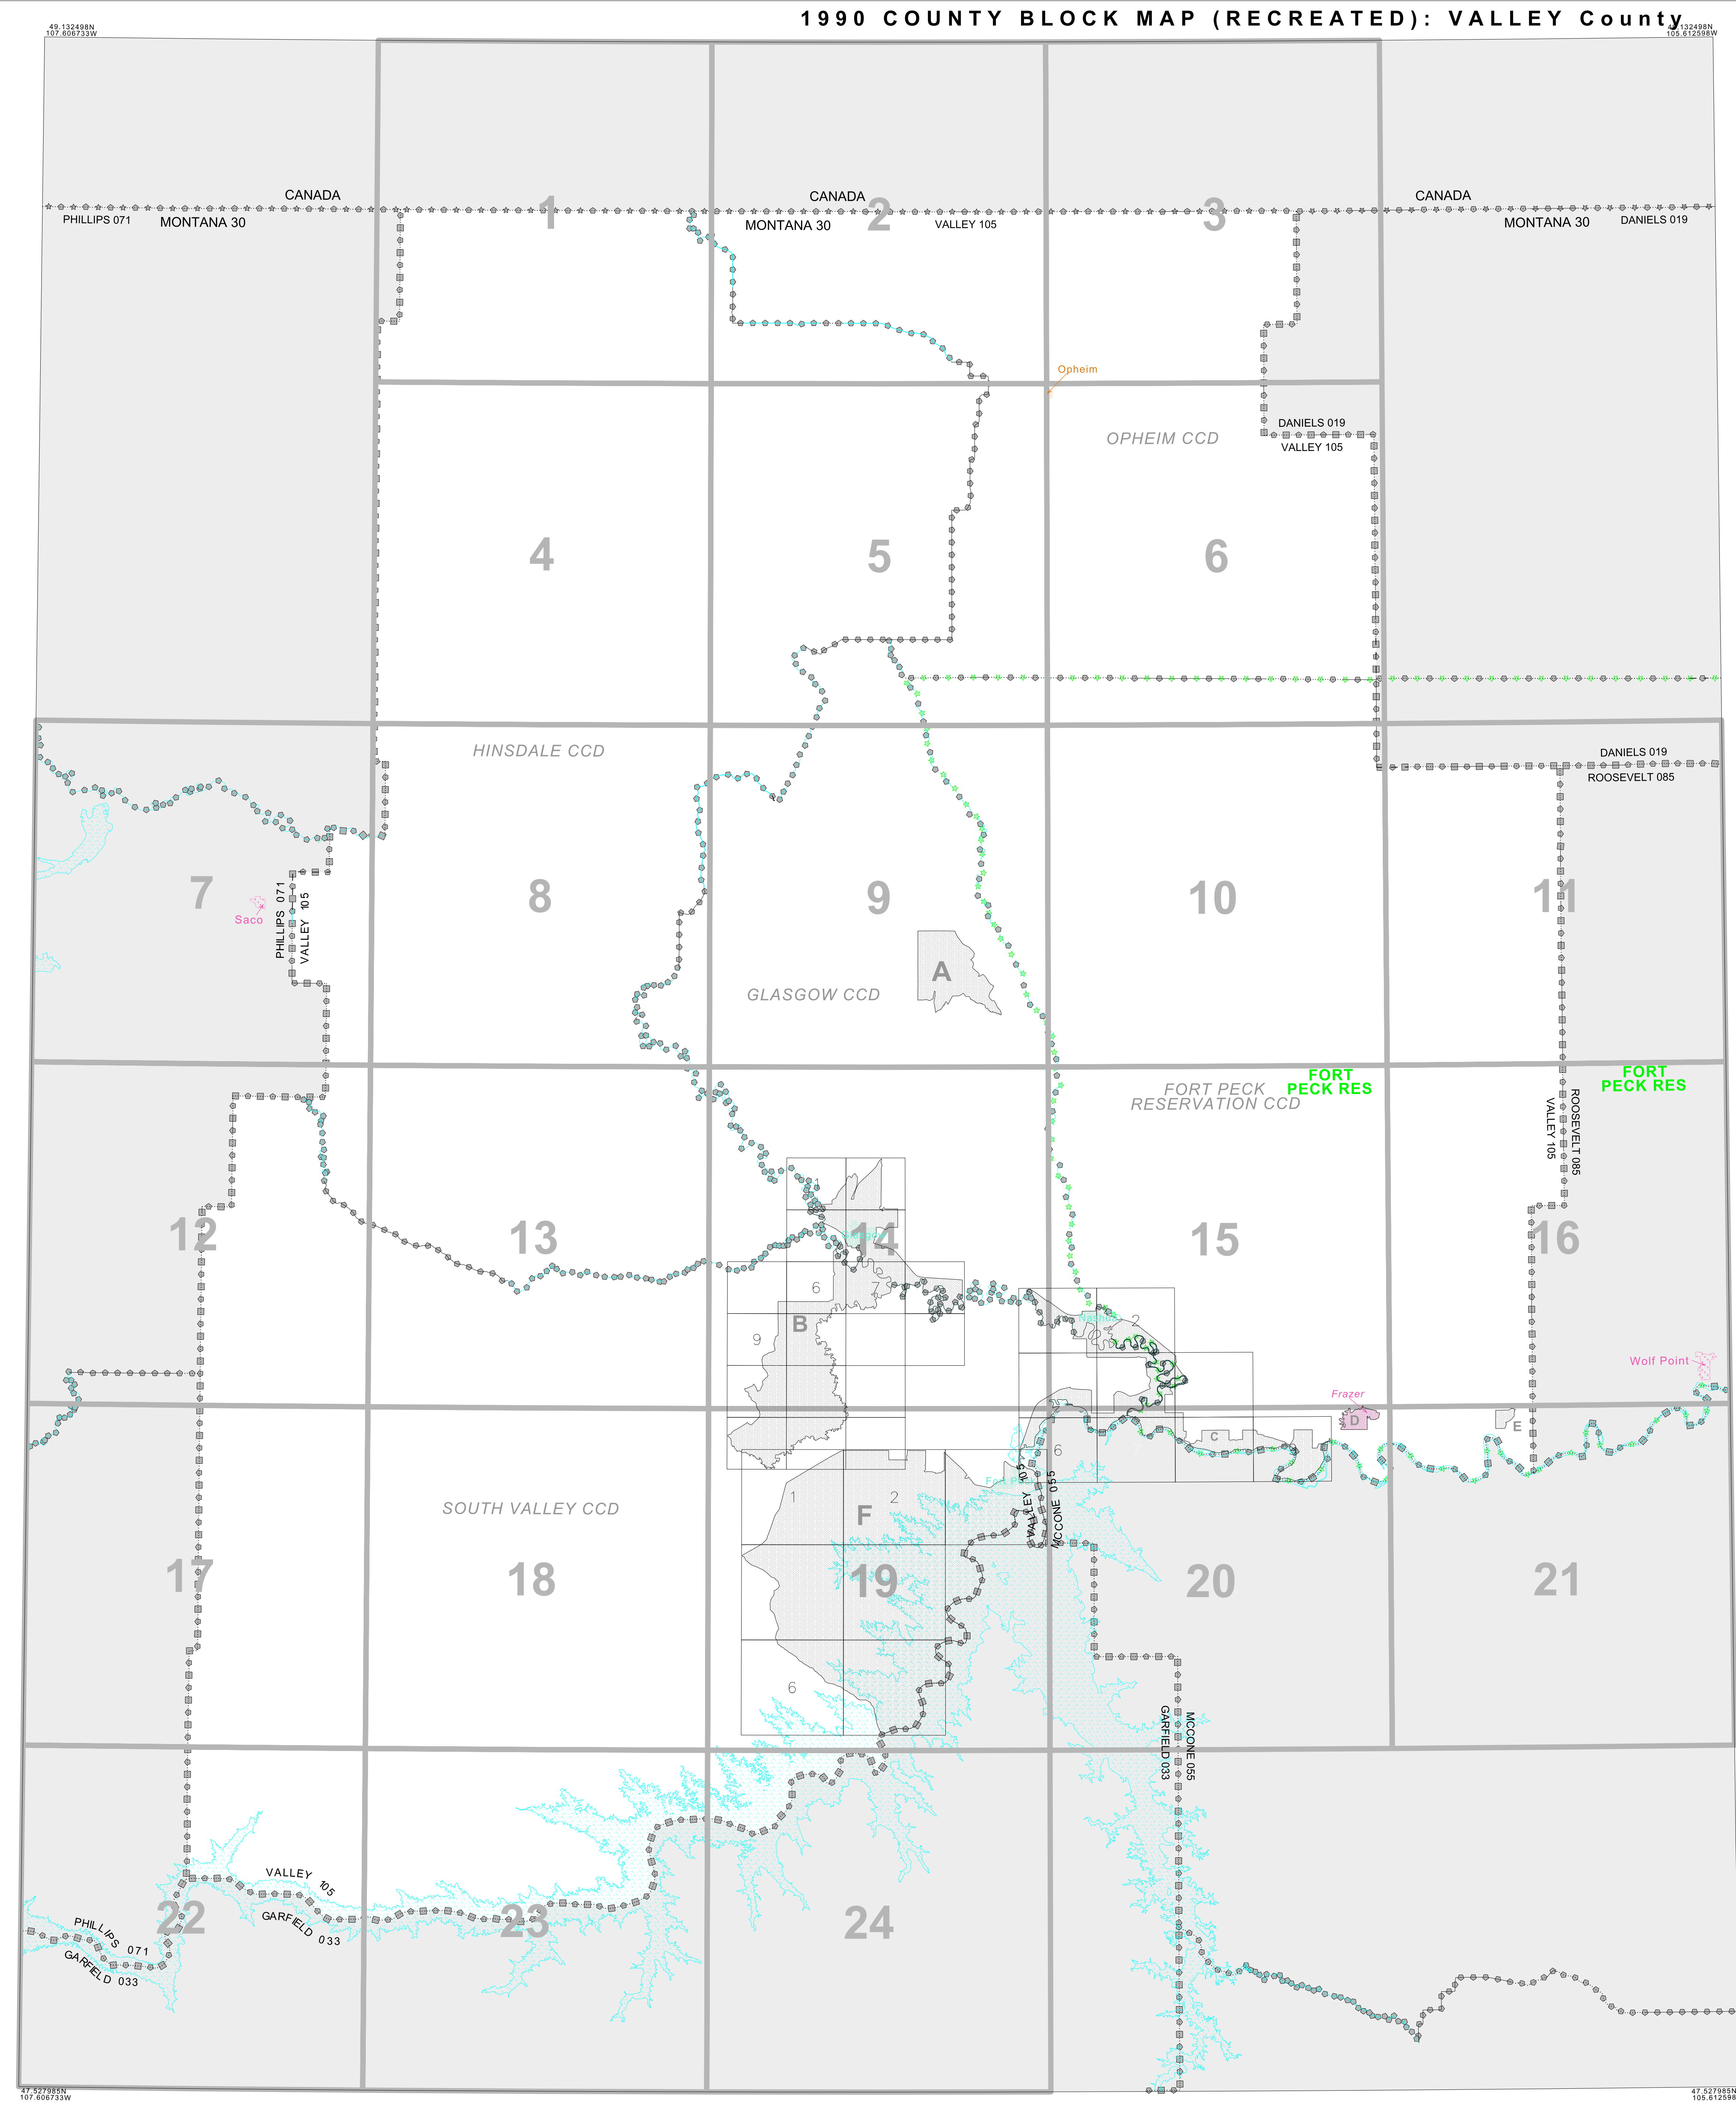 1990 COUNTY BLOCK MAP (RECREATED): VALLEY County
49.132498N
107.606733W
105.612598W
CANADA
CANADA
CANADA
1
2
3
PHILLIPS 071
MONTANA 30
MONTANA 30
VALLEY 105
MONTANA 30
DANIELS 019
Opheim
OPHEIM CCD
DANIELS 019
VALLEY 105
4
5
6
HINSDALE CCD
DANIELS 019
ROOSEVELT 085
7
8
9
10
11
Saco
PHILLIPS 071
VALLEY 105
A
GLASGOW CCD
FORT PECK
RESERVATION CCD
FORT
PECK RES
FORT
PECK RES
VALLEY 105
ROOSEVELT 085
12
13
14
15
16
1
Glasgow
6
7
B
9
Nashua
2
Wolf Point
Frazer
D
E
C
6
SOUTH VALLEY CCD
VALLEY 105
MCCONE 055
1
2
F
17
18
19
20
21
6
GARFIELD 033
MCCONE 055
VALLEY 105
GARFIELD 033
PHILLIPS 071
GARFIELD 033
22
23
24
47.527985N
107.606733W
47.527985N
105.612598